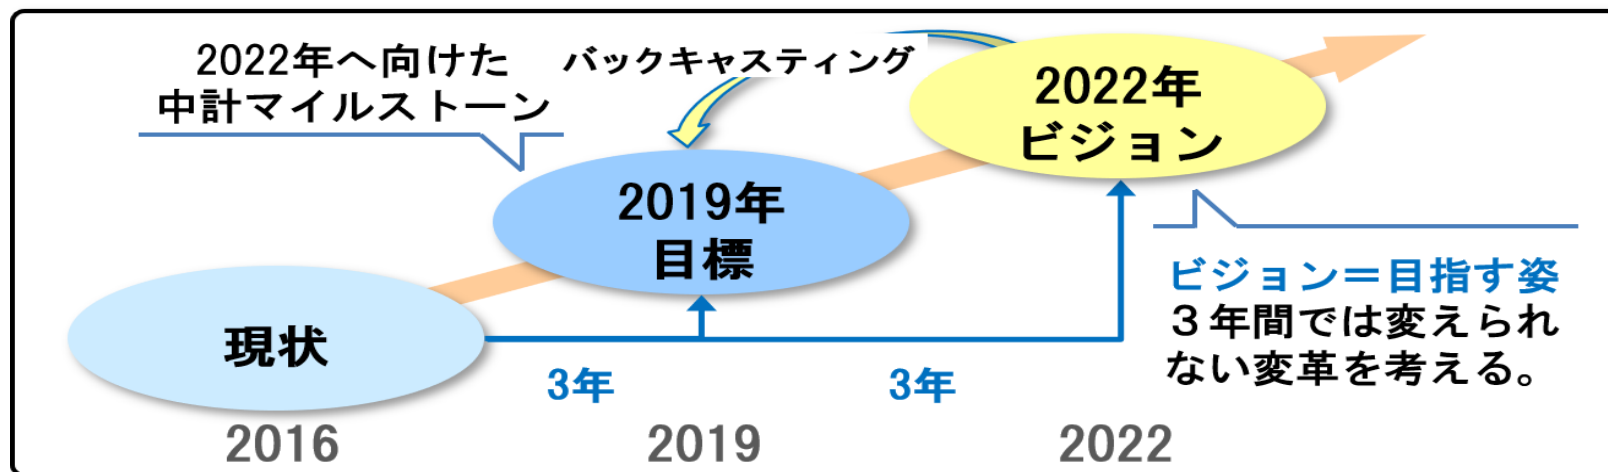 2022年へ向けた
中計マイルストーン
バックキャスティング
2022年
ビジョン
2019年
目標
現状
ビジョン＝目指す姿
３年間では変えられ
ない変革を考える。
3年
3年
2016
2019
2022